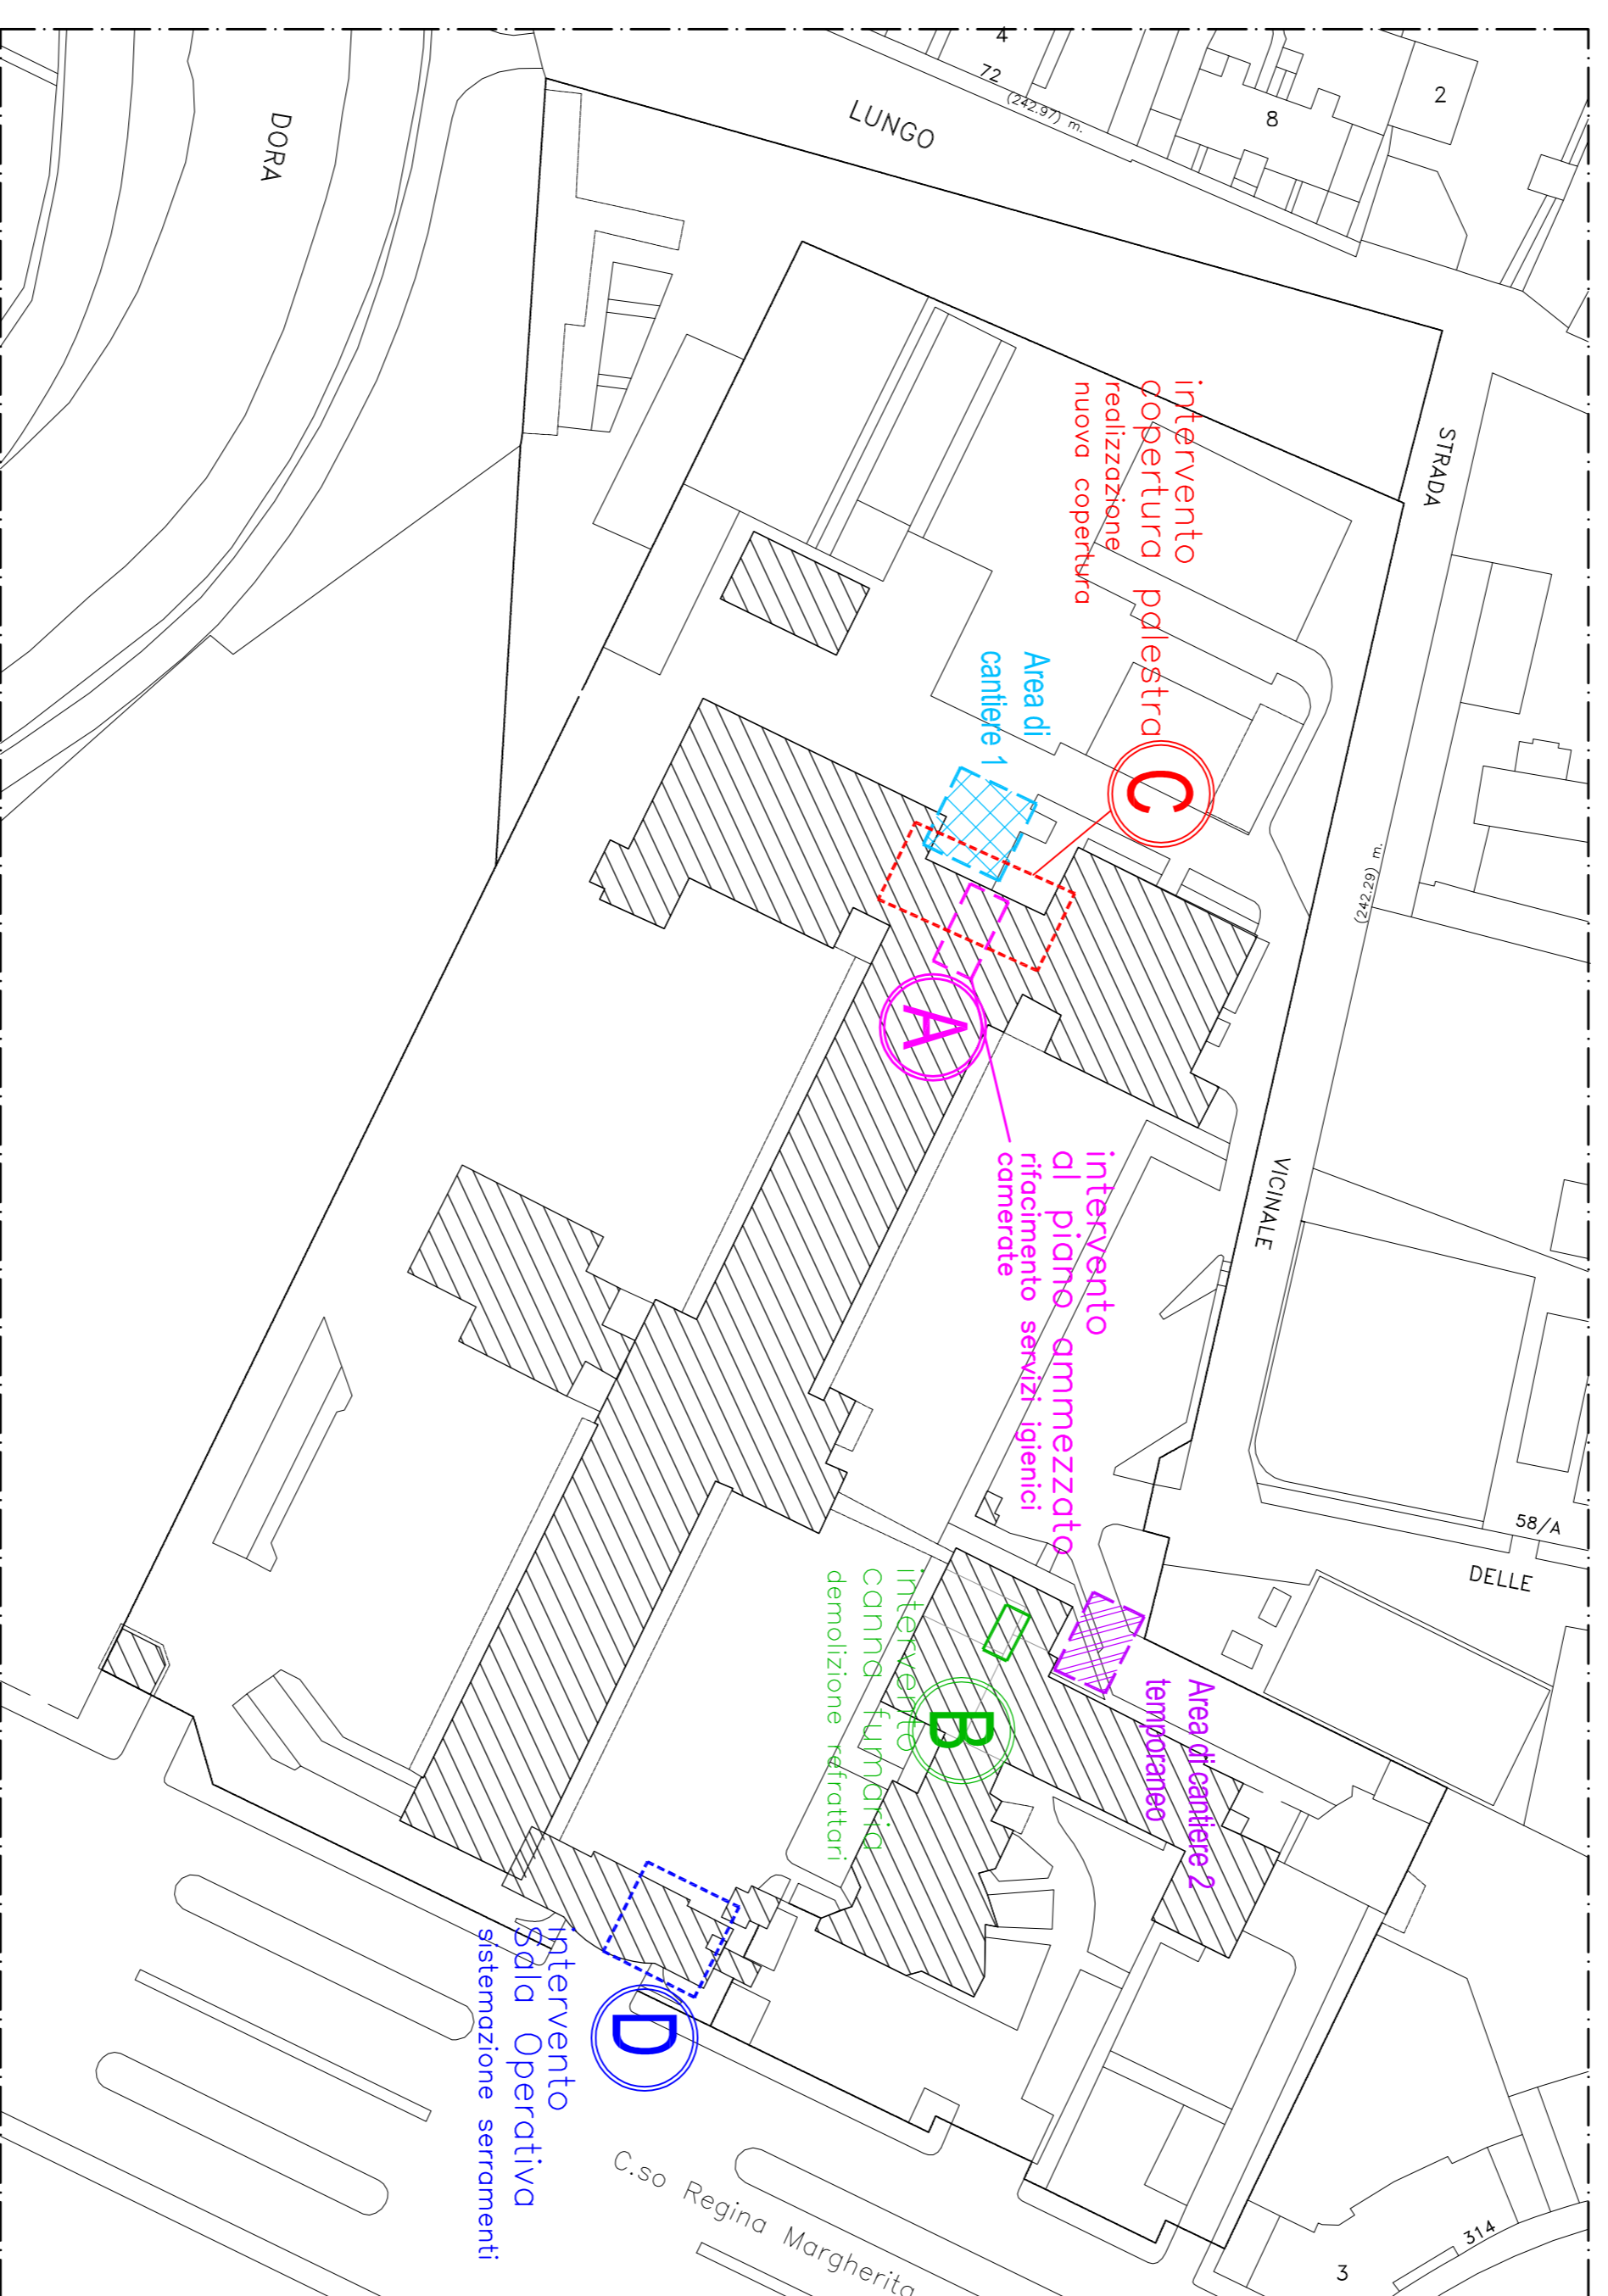 4
72
(242.97) m.
8
2
DORA
LUNGO
STRADA
intervento
copertura palestra
realizzazione
nuova copertura
C
Area di
cantiere 1
(242.29) m.
A
intervento
al piano ammezzato
rifacimento servizi igienici
camerate
VICINALE
58/A
DELLE
intervento
canna fumaria
demolizione refrattari
B
Area di cantiere 2
temporaneo
intervento
Sala Operativa
sistemazione serramenti
D
C.so Regina Margherita
314
3